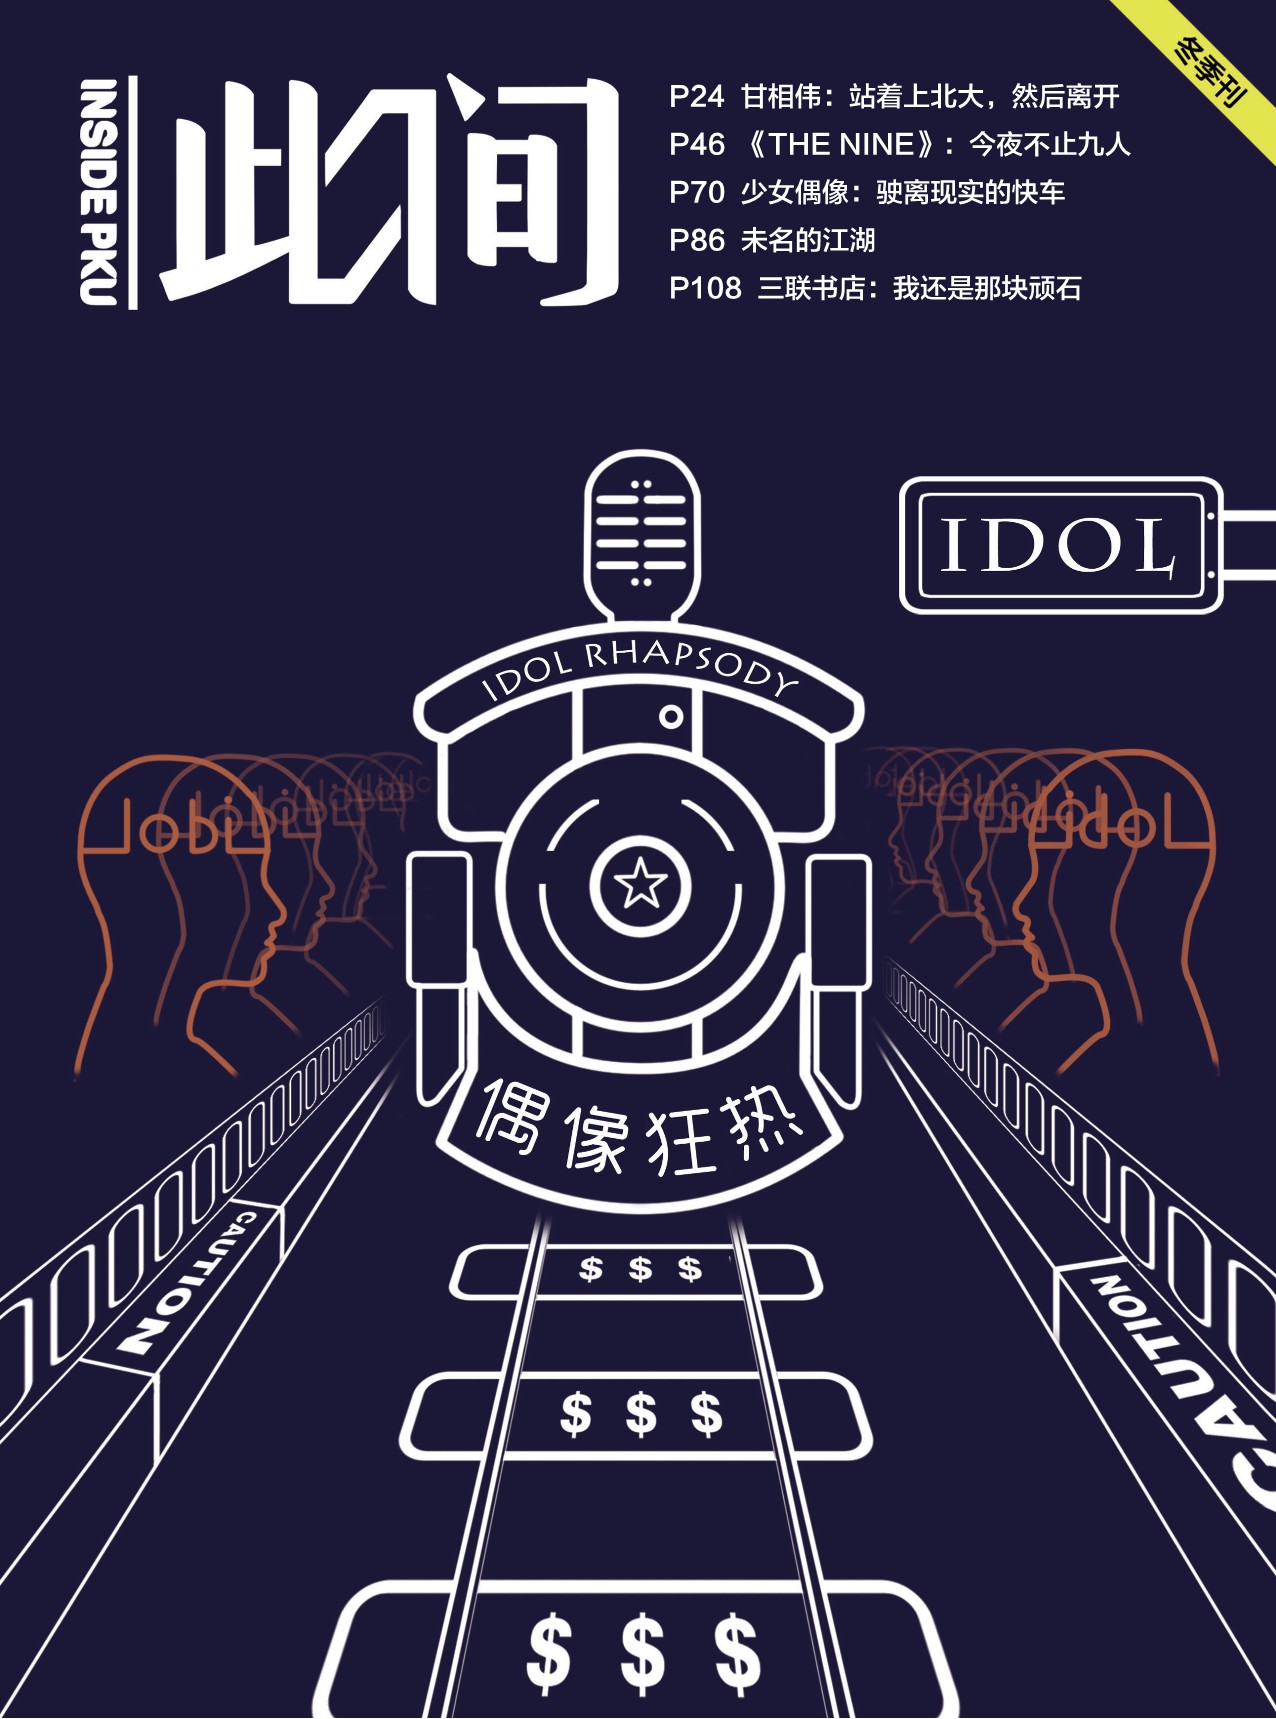 冬季刊
INSIDE PKU
此间
P24 甘相伟：站着上北大，然后离开
P46 《THE NINE》：今夜不止九人
P70 少女偶像：驶离现实的快车
P86 未名的江湖
P108 三联书店：我还是那块顽石
IDOL
IDOL RHAPSODY
lobi
idol
偶像狂热
CAUTION
CAUTION
$ $ $
$ $ $
$ $ $